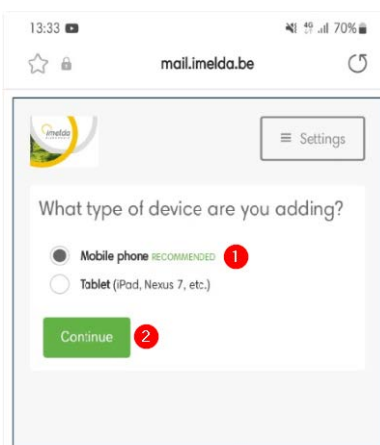 13:33 70%
mail.imelda.be
imelda
≡ Settings
What type of device are you adding?
Mobile phone RECOMMENDED 1
Tablet (iPad, Nexus 7, etc.)
Continue 2